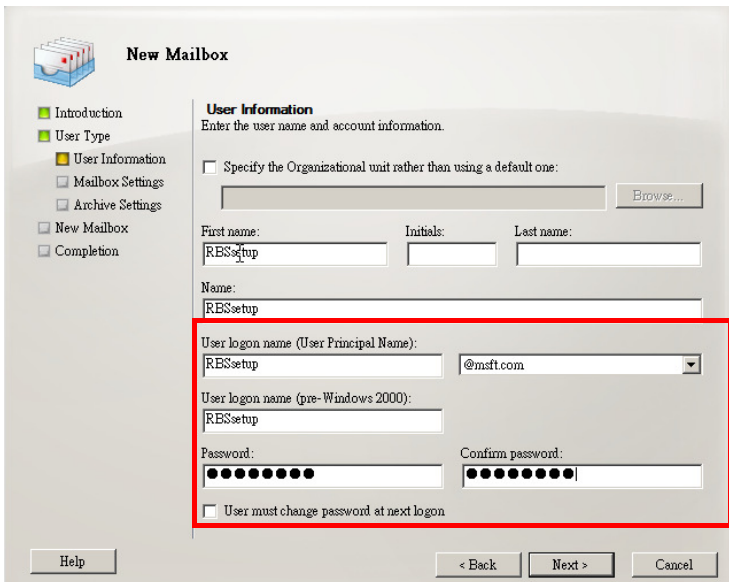 New Mailbox
Introduction
User Type
User Information
Mailbox Settings
Archive Settings
New Mailbox
Completion
User Information
Enter the user name and account information.
Specify the Organizational unit rather than using a default one:
Browse...
First name: Initials: Last name:
RBSsetup
Name:
RBSsetup
User logon name (User Principal Name):
RBSsetup @msft.com
User logon name (pre-Windows 2000):
RBSsetup
Password: Confirm password:
●●●●●●●● ●●●●●●●●
User must change password at next logon
Help < Back Next > Cancel